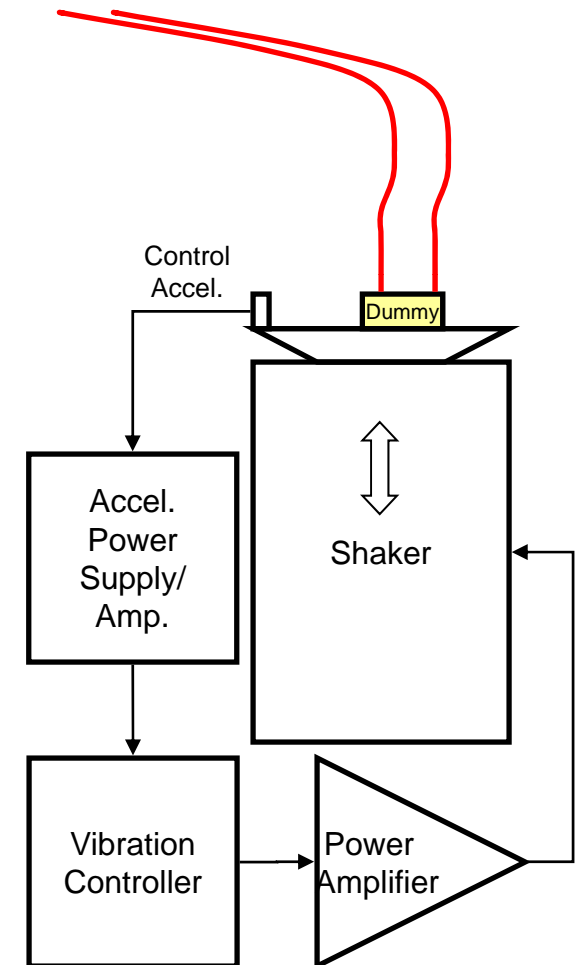 Control
Accel.
Dummy
Accel.
Power
Supply/
Amp.
Shaker
Vibration
Controller
Power
Amplifier